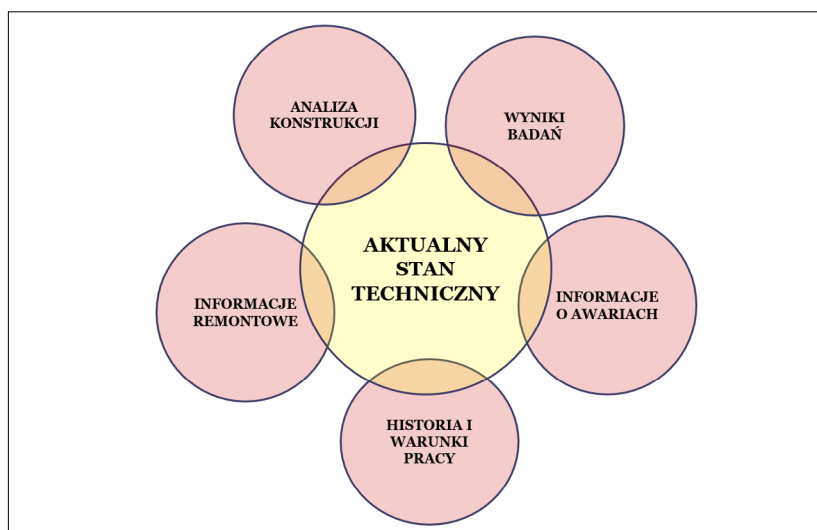 ANALIZA
KONSTRUKCJI
WYNIKI
BADAŃ
AKTUALNY
STAN
TECHNICZNY
INFORMACJE
REMONTOWE
INFORMACJE
O AWARIACH
HISTORIA I
WARUNKI
PRACY